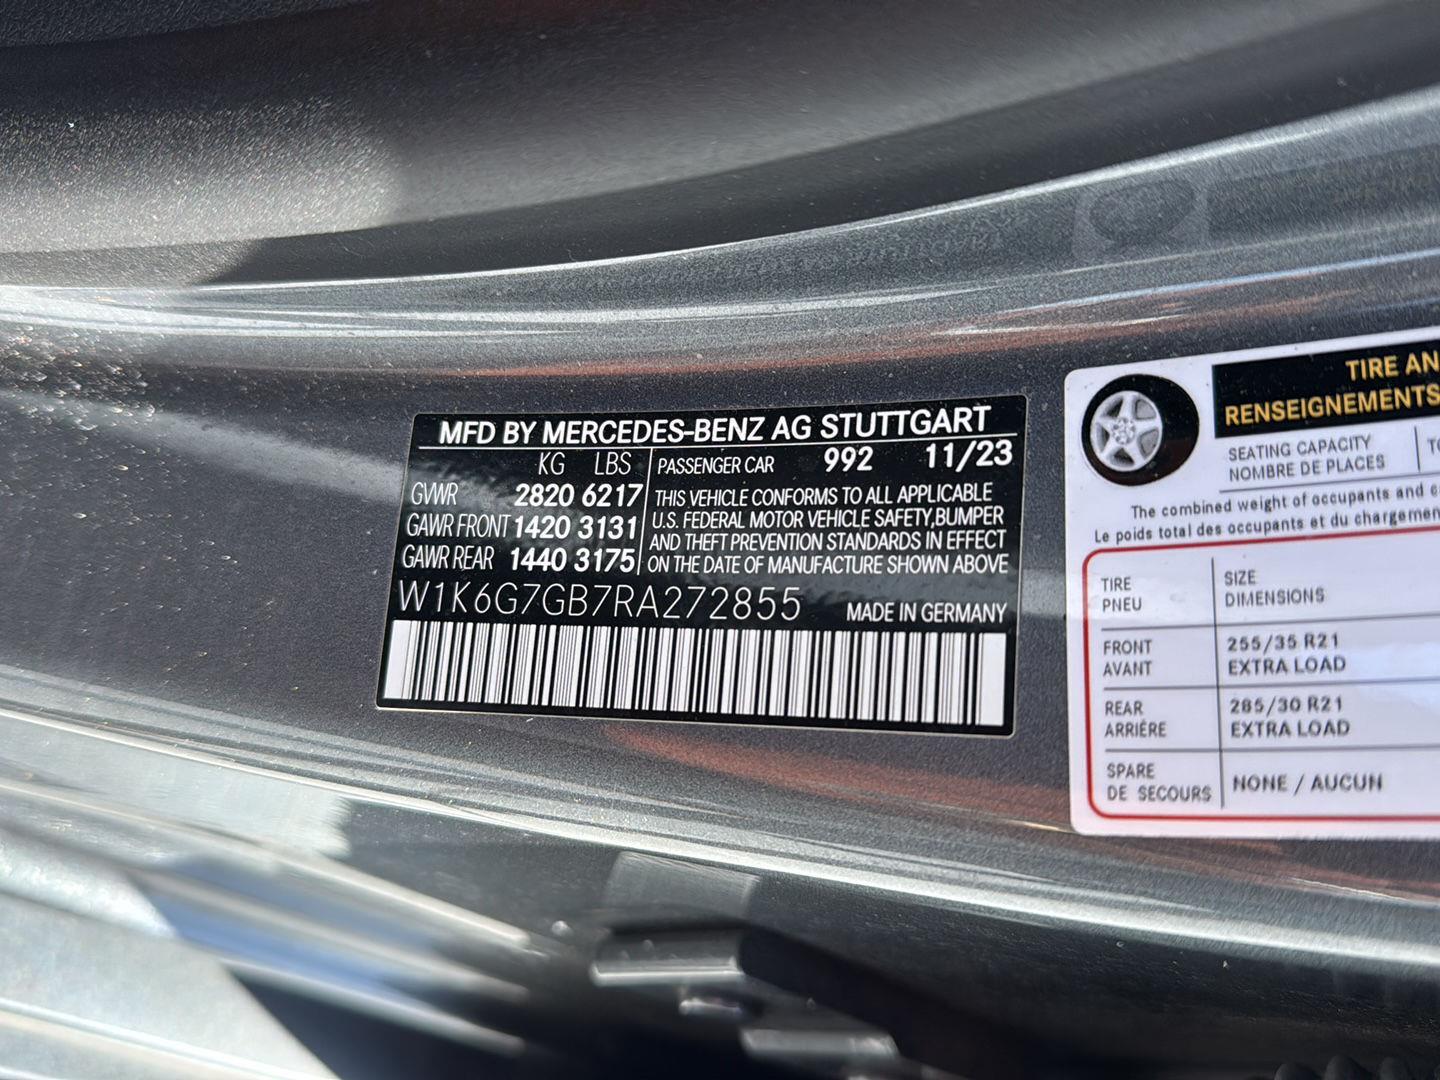 MFD BY MERCEDES-BENZ AG STUTTGART
KG LBS
GVWR 2820 6217
GAWR FRONT 1420 3131
GAWR REAR 1440 3175
PASSENGER CAR 992 11/23
THIS VEHICLE CONFORMS TO ALL APPLICABLE
U.S. FEDERAL MOTOR VEHICLE SAFETY,BUMPER
AND THEFT PREVENTION STANDARDS IN EFFECT
ON THE DATE OF MANUFACTURE SHOWN ABOVE
W1K6G7GB7RA272855 MADE IN GERMANY
TIRE AN
RENSEIGNEMENTS
SEATING CAPACITY
NOMBRE DE PLACES
The combined weight of occupants and c
Le poids total des occupants et du chargemen
TIRE SIZE
PNEU DIMENSIONS
FRONT 255/35 R21
AVANT EXTRA LOAD
REAR 285/30 R21
ARRIÉRE EXTRA LOAD
SPARE
DE SECOURS NONE / AUCUN